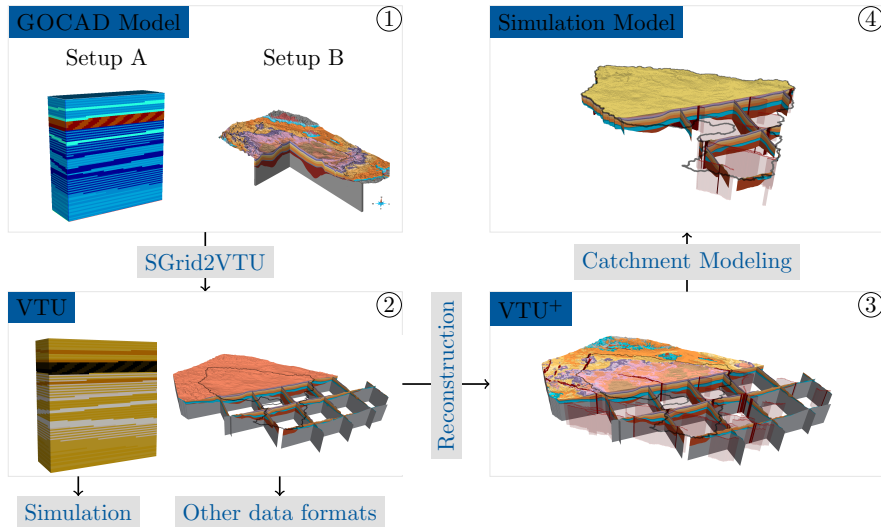 GOCAD Model
1
Setup A
Setup B
SGrid2VTU
VTU
2
Simulation
Other data formats
Reconstruction
VTU+
3
Catchment Modeling
Simulation Model
4